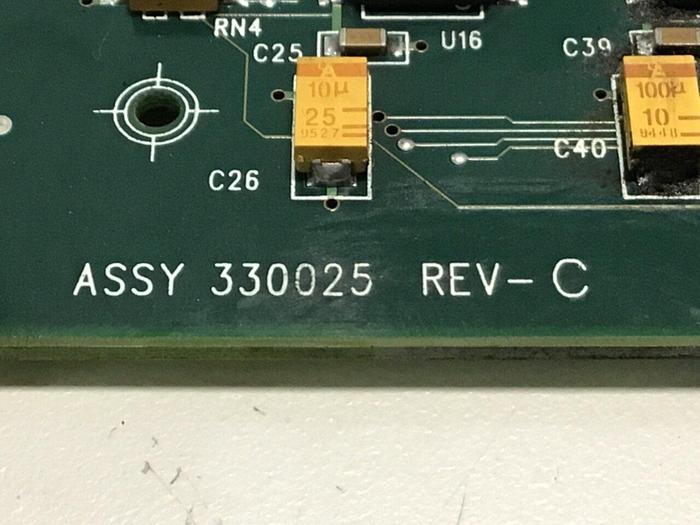 RN4
C25
U16
C39
A
10µ
25
9527
A
100µ
10
9448
C40
C26
ASSY 330025 REV- C